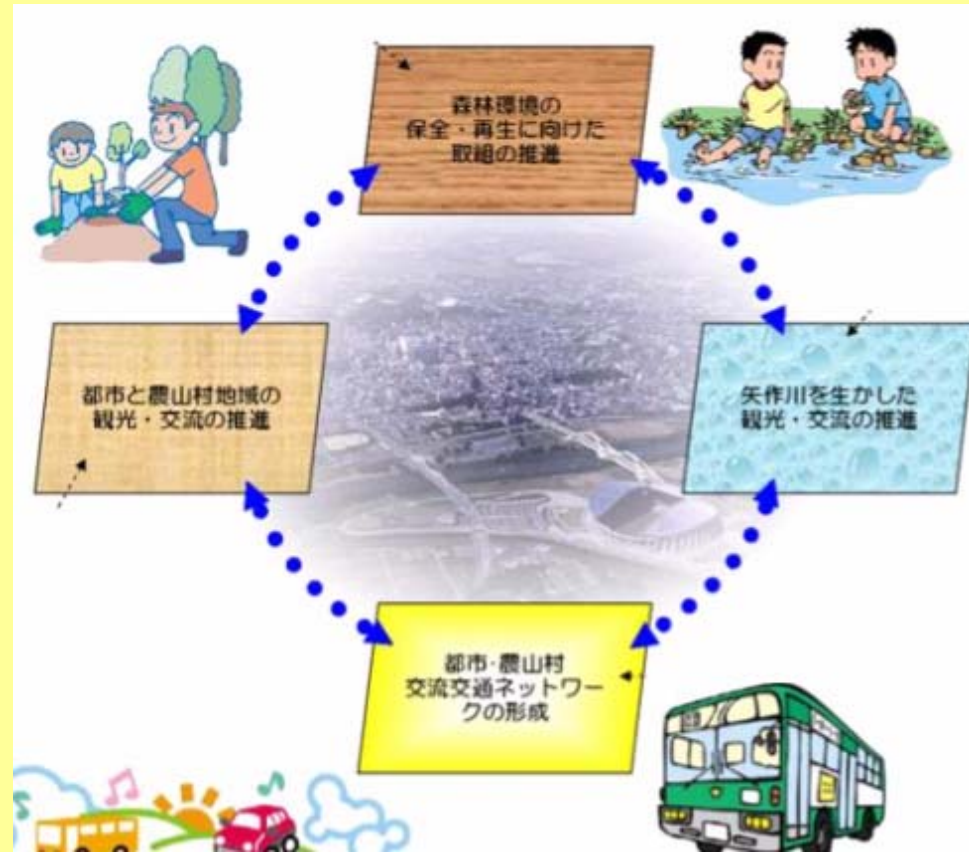 森林環境の
保全・再生に向けた
取組の推進
都市と農山村地域の
観光・交流の推進
矢作川を生かした
観光・交流の推進
都市・農山村
交流交通ネットワー
クの形成